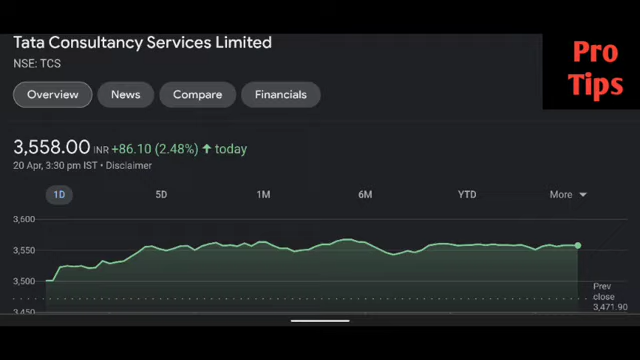 Tata Consultancy Services Limited
NSE: TCS
Pro
Tips
Overview News Compare Financials
3,558.00 INR +86.10 (2.48%) ↑ today
20 Apr, 3:30 pm IST • Disclaimer
1D 5D 1M 6M YTD More
3,600
3,550
3,500
3,450
Prev
close
3,471.90